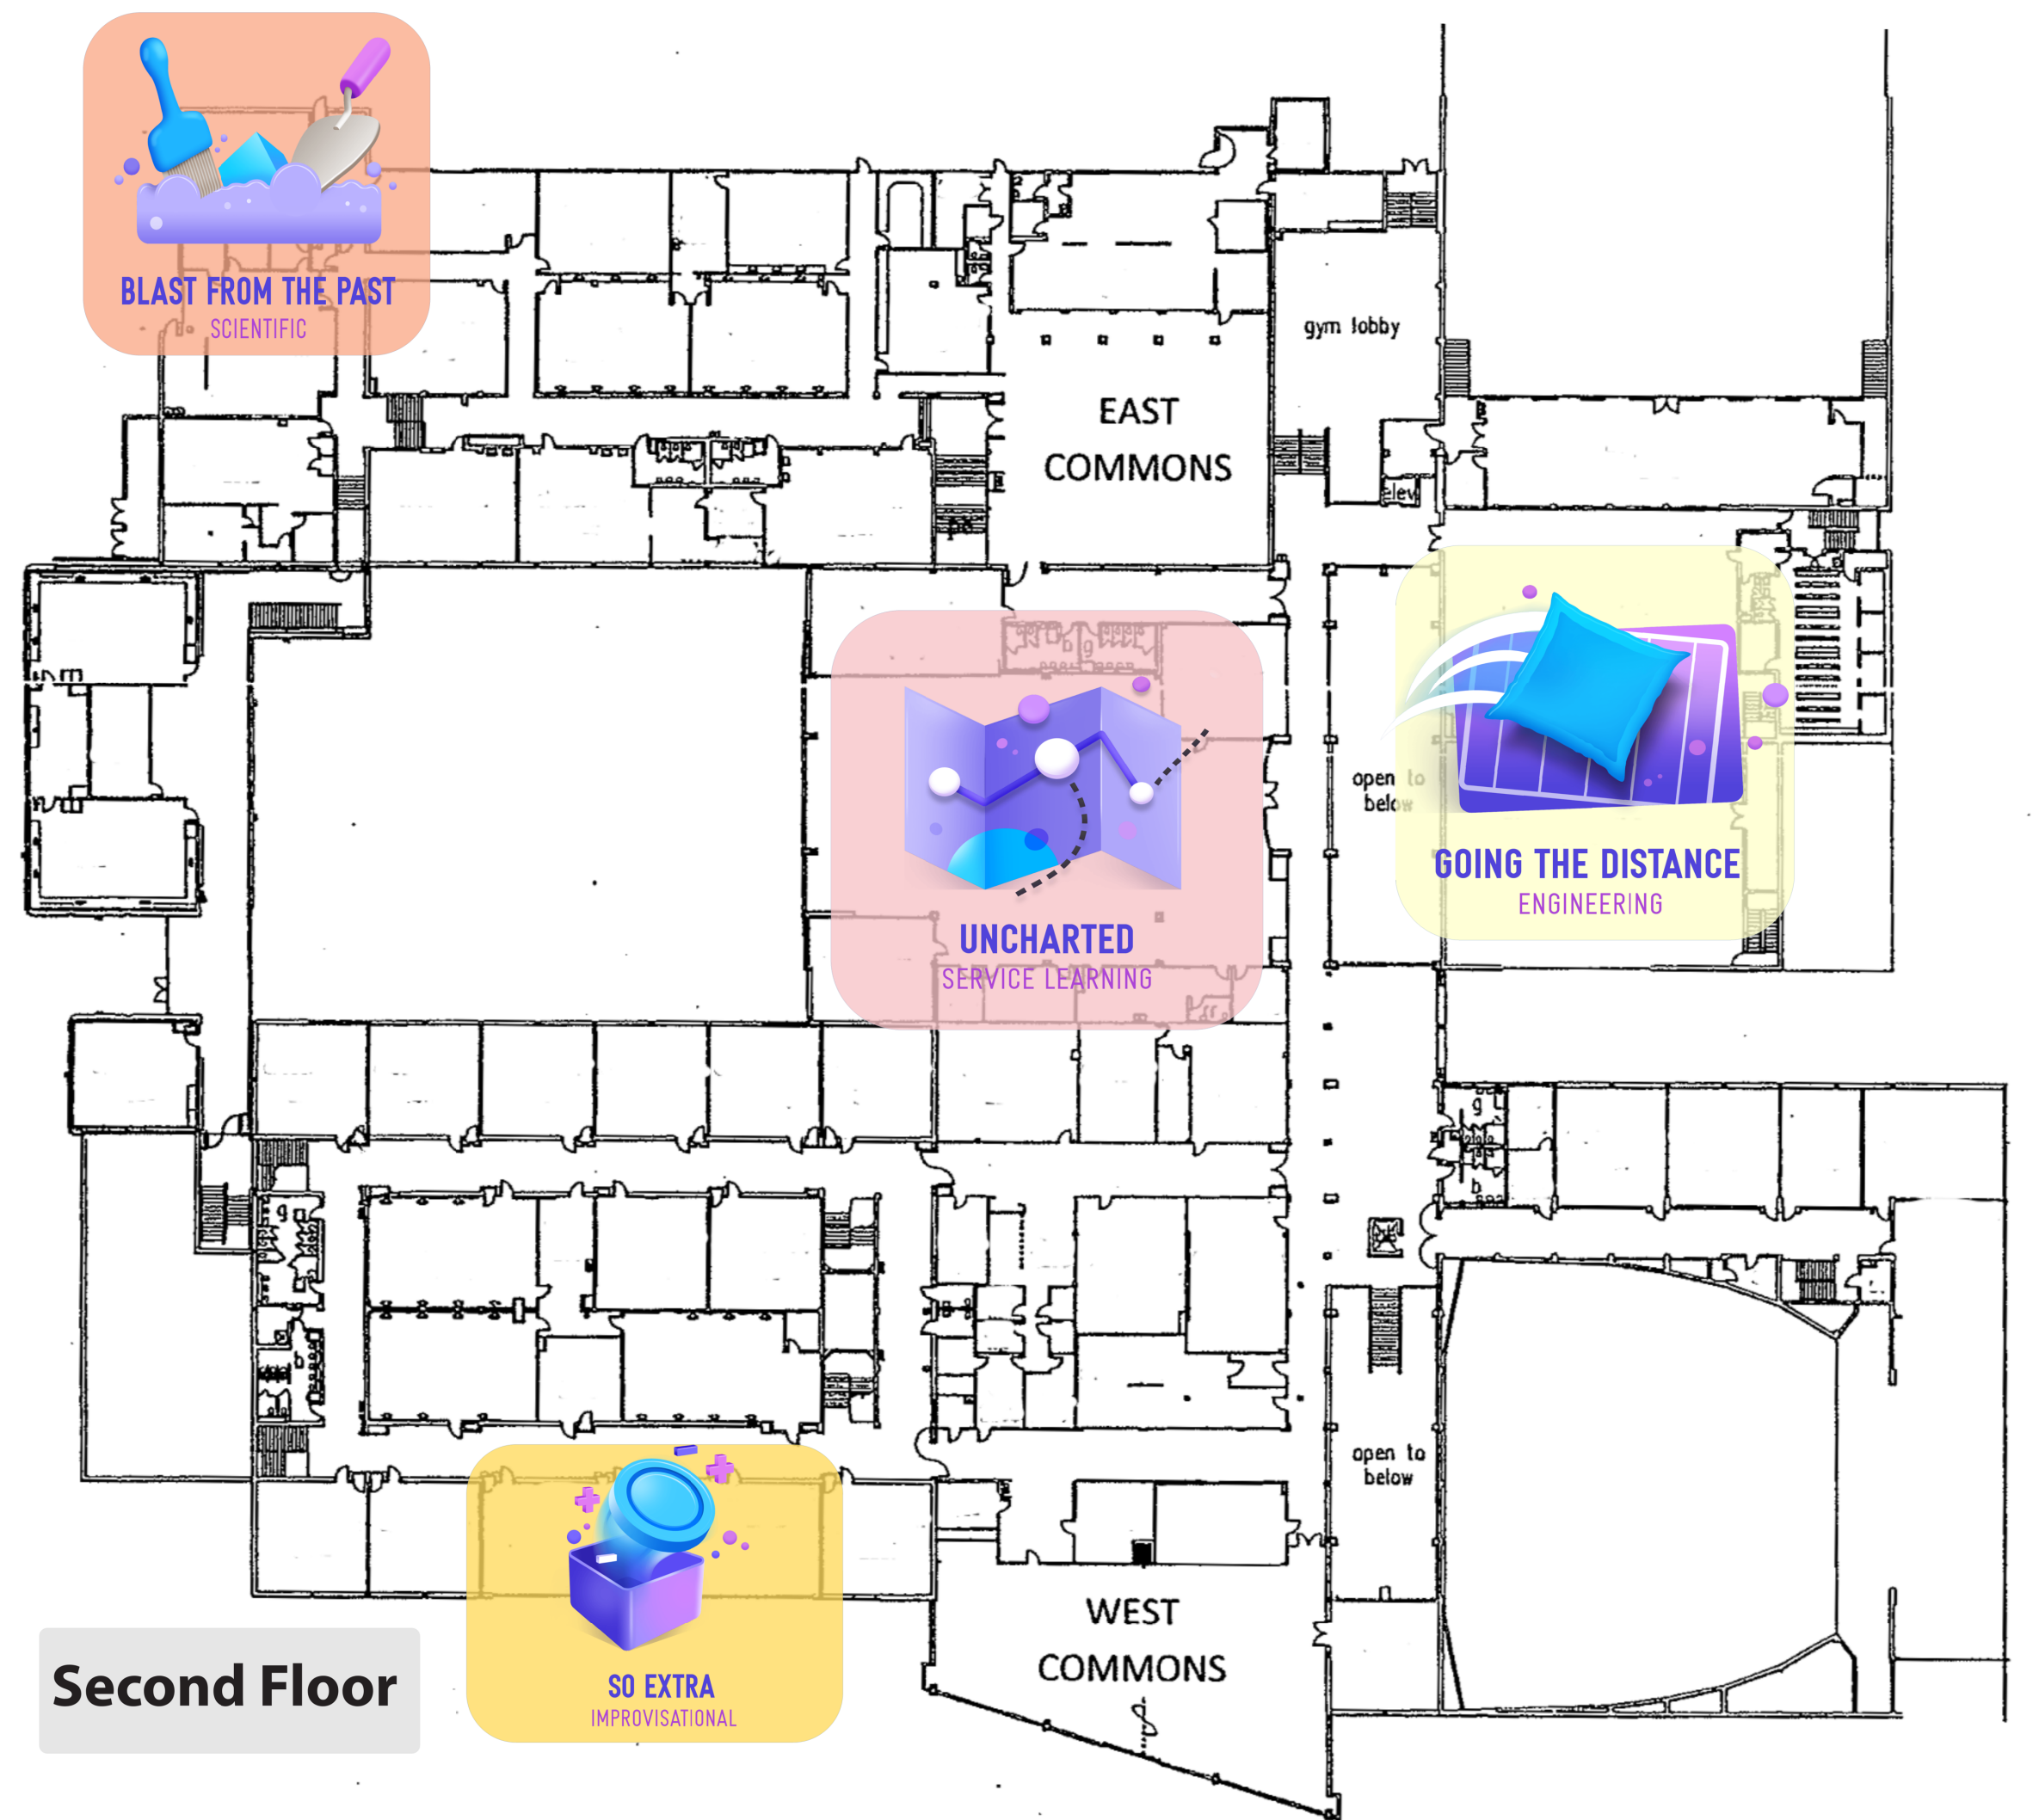 BLAST FROM THE PAST
SCIENTIFIC
gym lobby
EAST
COMMONS
elev
b g
open to
below
GOING THE DISTANCE
ENGINEERING
UNCHARTED
SERVICE LEARNING
g
b
g
open to
below
SO EXTRA
IMPROVISATIONAL
WEST
COMMONS
Second Floor